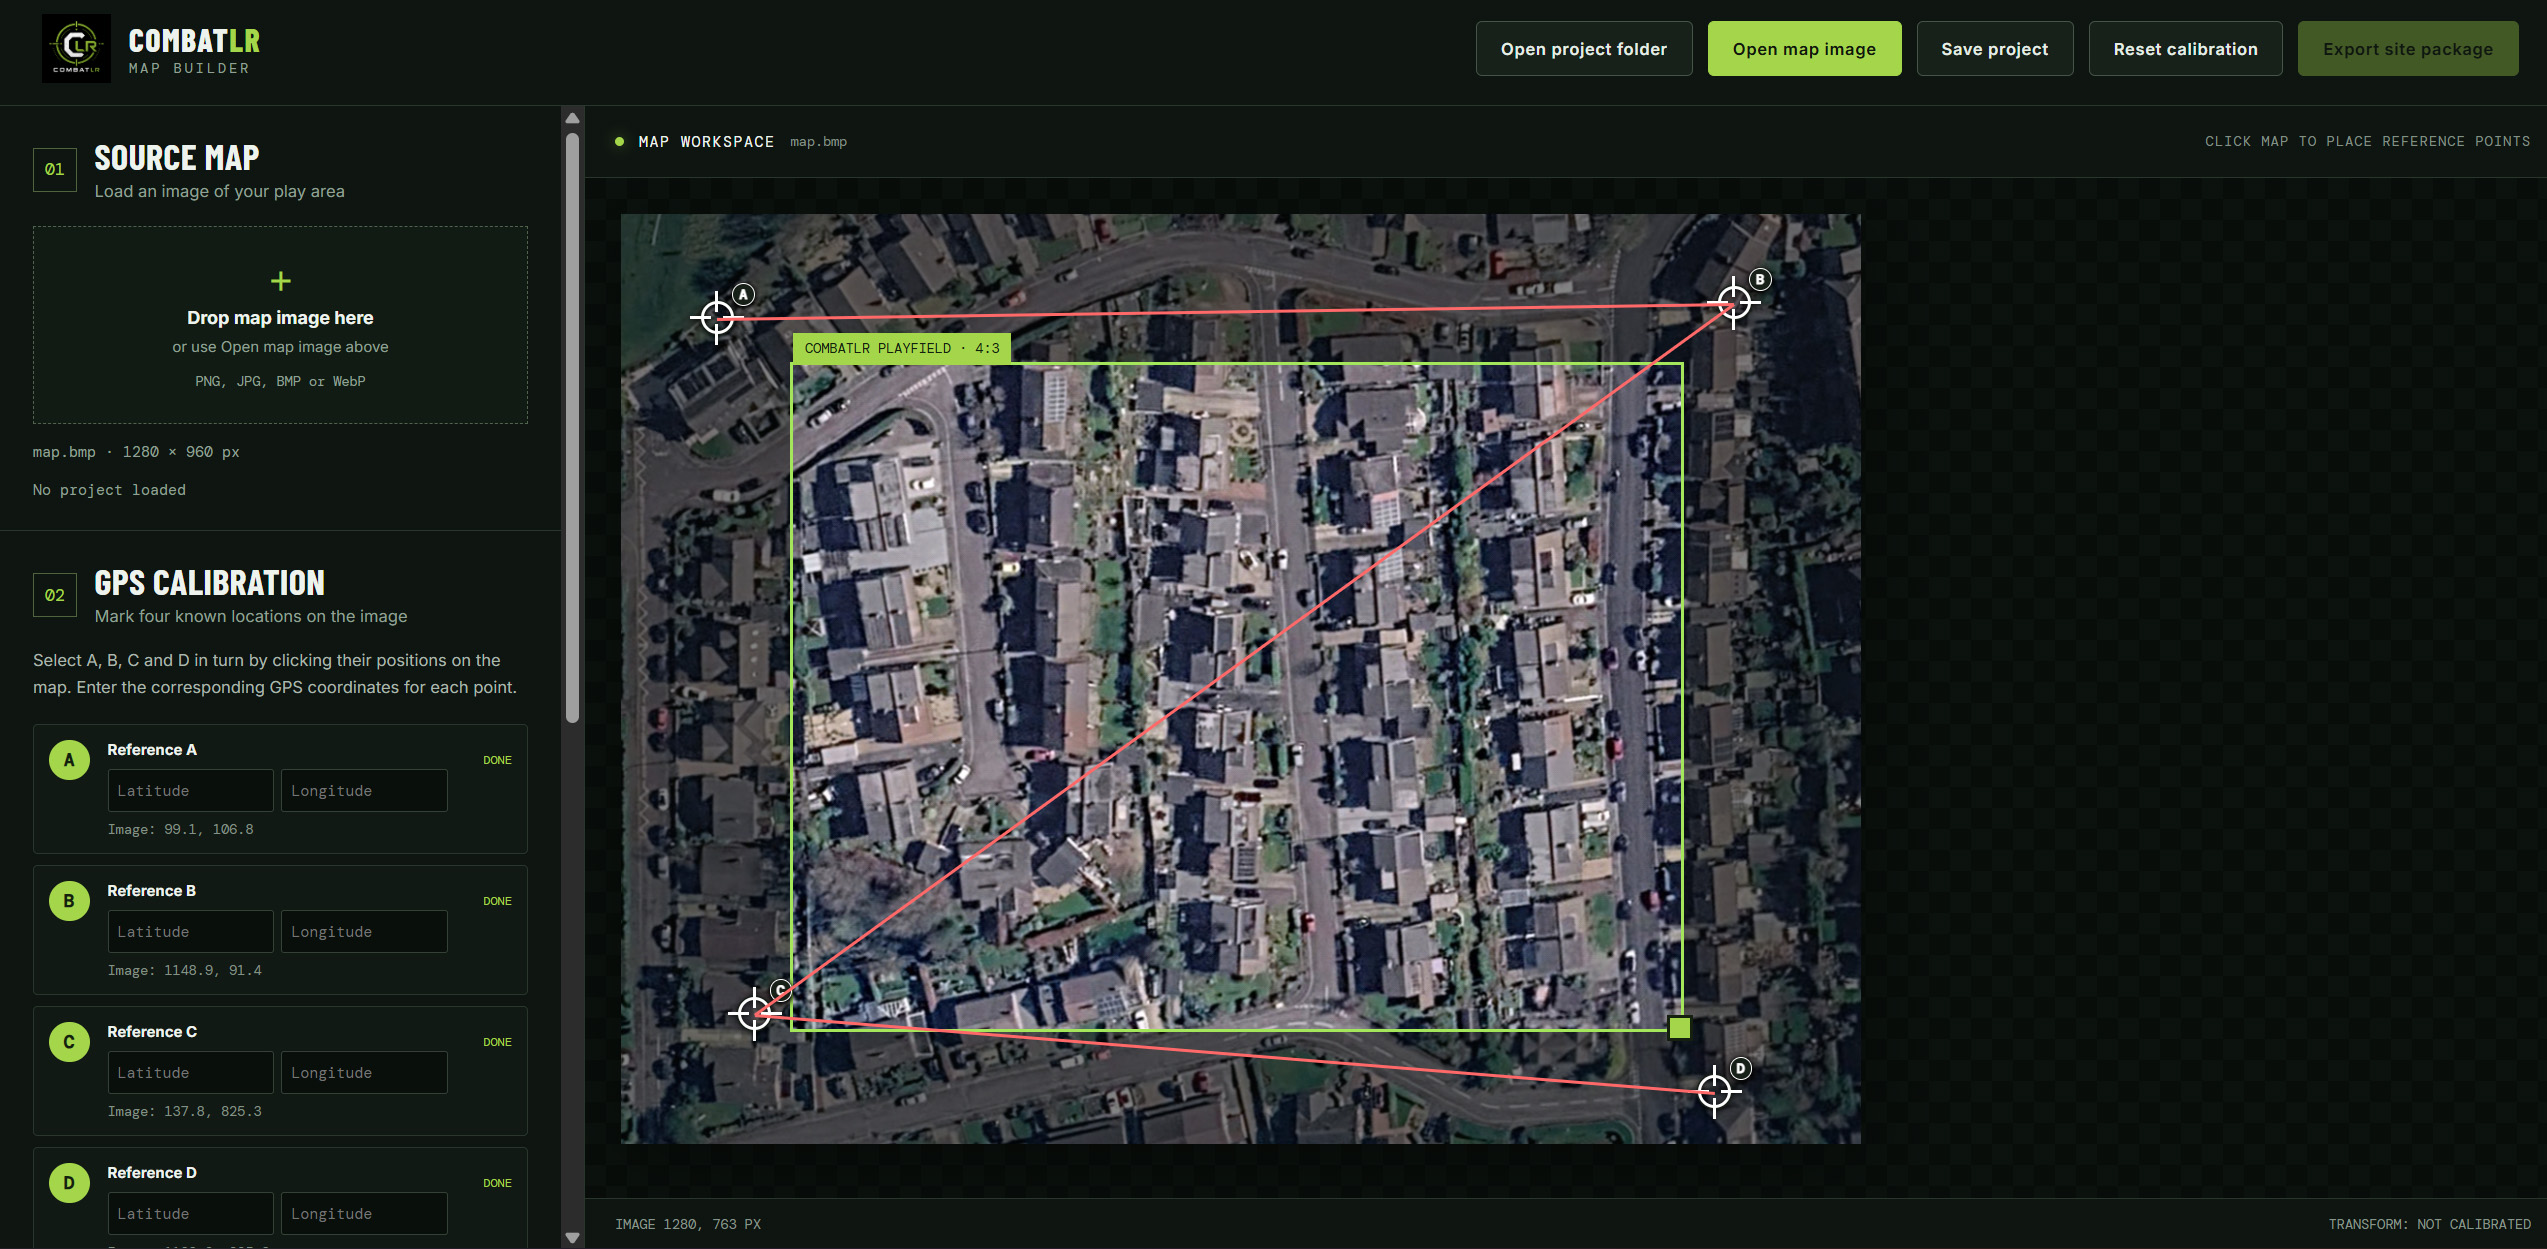 COMBATLR
MAP BUILDER
CLR
COMBATLR
Open project folder
Open map image
Save project
Reset calibration
Export site package
01
SOURCE MAP
Load an image of your play area
+
Drop map image here
or use Open map image above
PNG, JPG, BMP or WebP
map.bmp · 1280 × 960 px
No project loaded
02
GPS CALIBRATION
Mark four known locations on the image
Select A, B, C and D in turn by clicking their positions on the
map. Enter the corresponding GPS coordinates for each point.
A
Reference A
DONE
Latitude
Longitude
Image: 99.1, 106.8
B
Reference B
DONE
Latitude
Longitude
Image: 1148.9, 91.4
C
Reference C
DONE
Latitude
Longitude
Image: 137.8, 825.3
D
Reference D
DONE
Latitude
Longitude
MAP WORKSPACE map.bmp
CLICK MAP TO PLACE REFERENCE POINTS
A
B
COMBATLR PLAYFIELD · 4:3
C
D
IMAGE 1280, 763 PX
TRANSFORM: NOT CALIBRATED